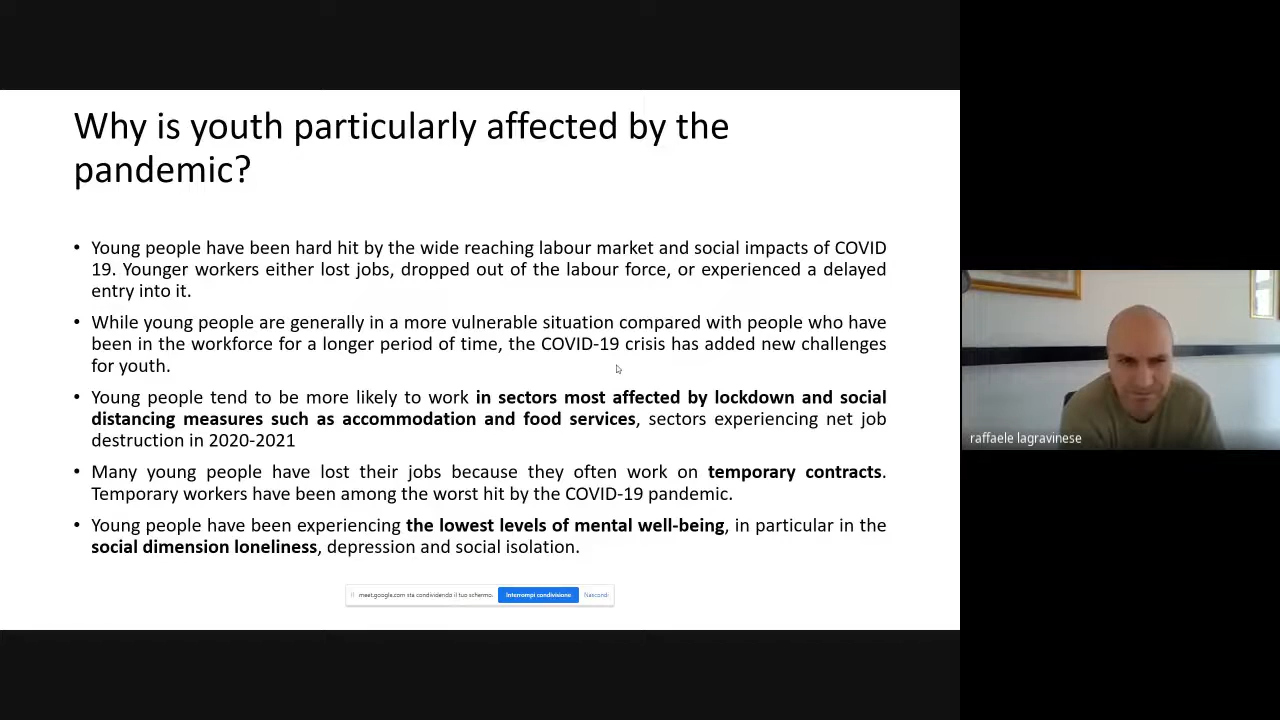 Why is youth particularly affected by the
pandemic?
• Young people have been hard hit by the wide reaching labour market and social impacts of COVID
19. Younger workers either lost jobs, dropped out of the labour force, or experienced a delayed
entry into it.
• While young people are generally in a more vulnerable situation compared with people who have
been in the workforce for a longer period of time, the COVID-19 crisis has added new challenges
for youth.
• Young people tend to be more likely to work in sectors most affected by lockdown and social
distancing measures such as accommodation and food services, sectors experiencing net job
destruction in 2020-2021
• Many young people have lost their jobs because they often work on temporary contracts.
Temporary workers have been among the worst hit by the COVID-19 pandemic.
• Young people have been experiencing the lowest levels of mental well-being, in particular in the
social dimension loneliness, depression and social isolation.
meet.google.com sta condividendo il tuo schermo. Interrompi condivisione Nascondi
raffaele lagravinese